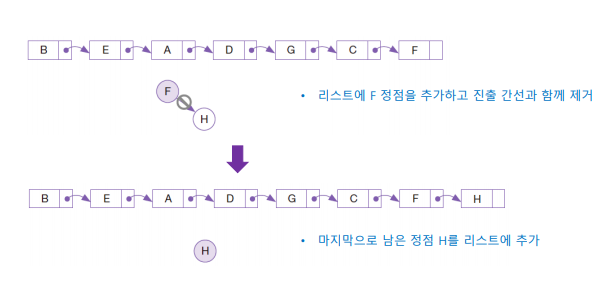 B E A D G C F
F
• 리스트에 F 정점을 추가하고 진출 간선과 함께 제거
H
B E A D G C F H
• 마지막으로 남은 정점 H를 리스트에 추가
H